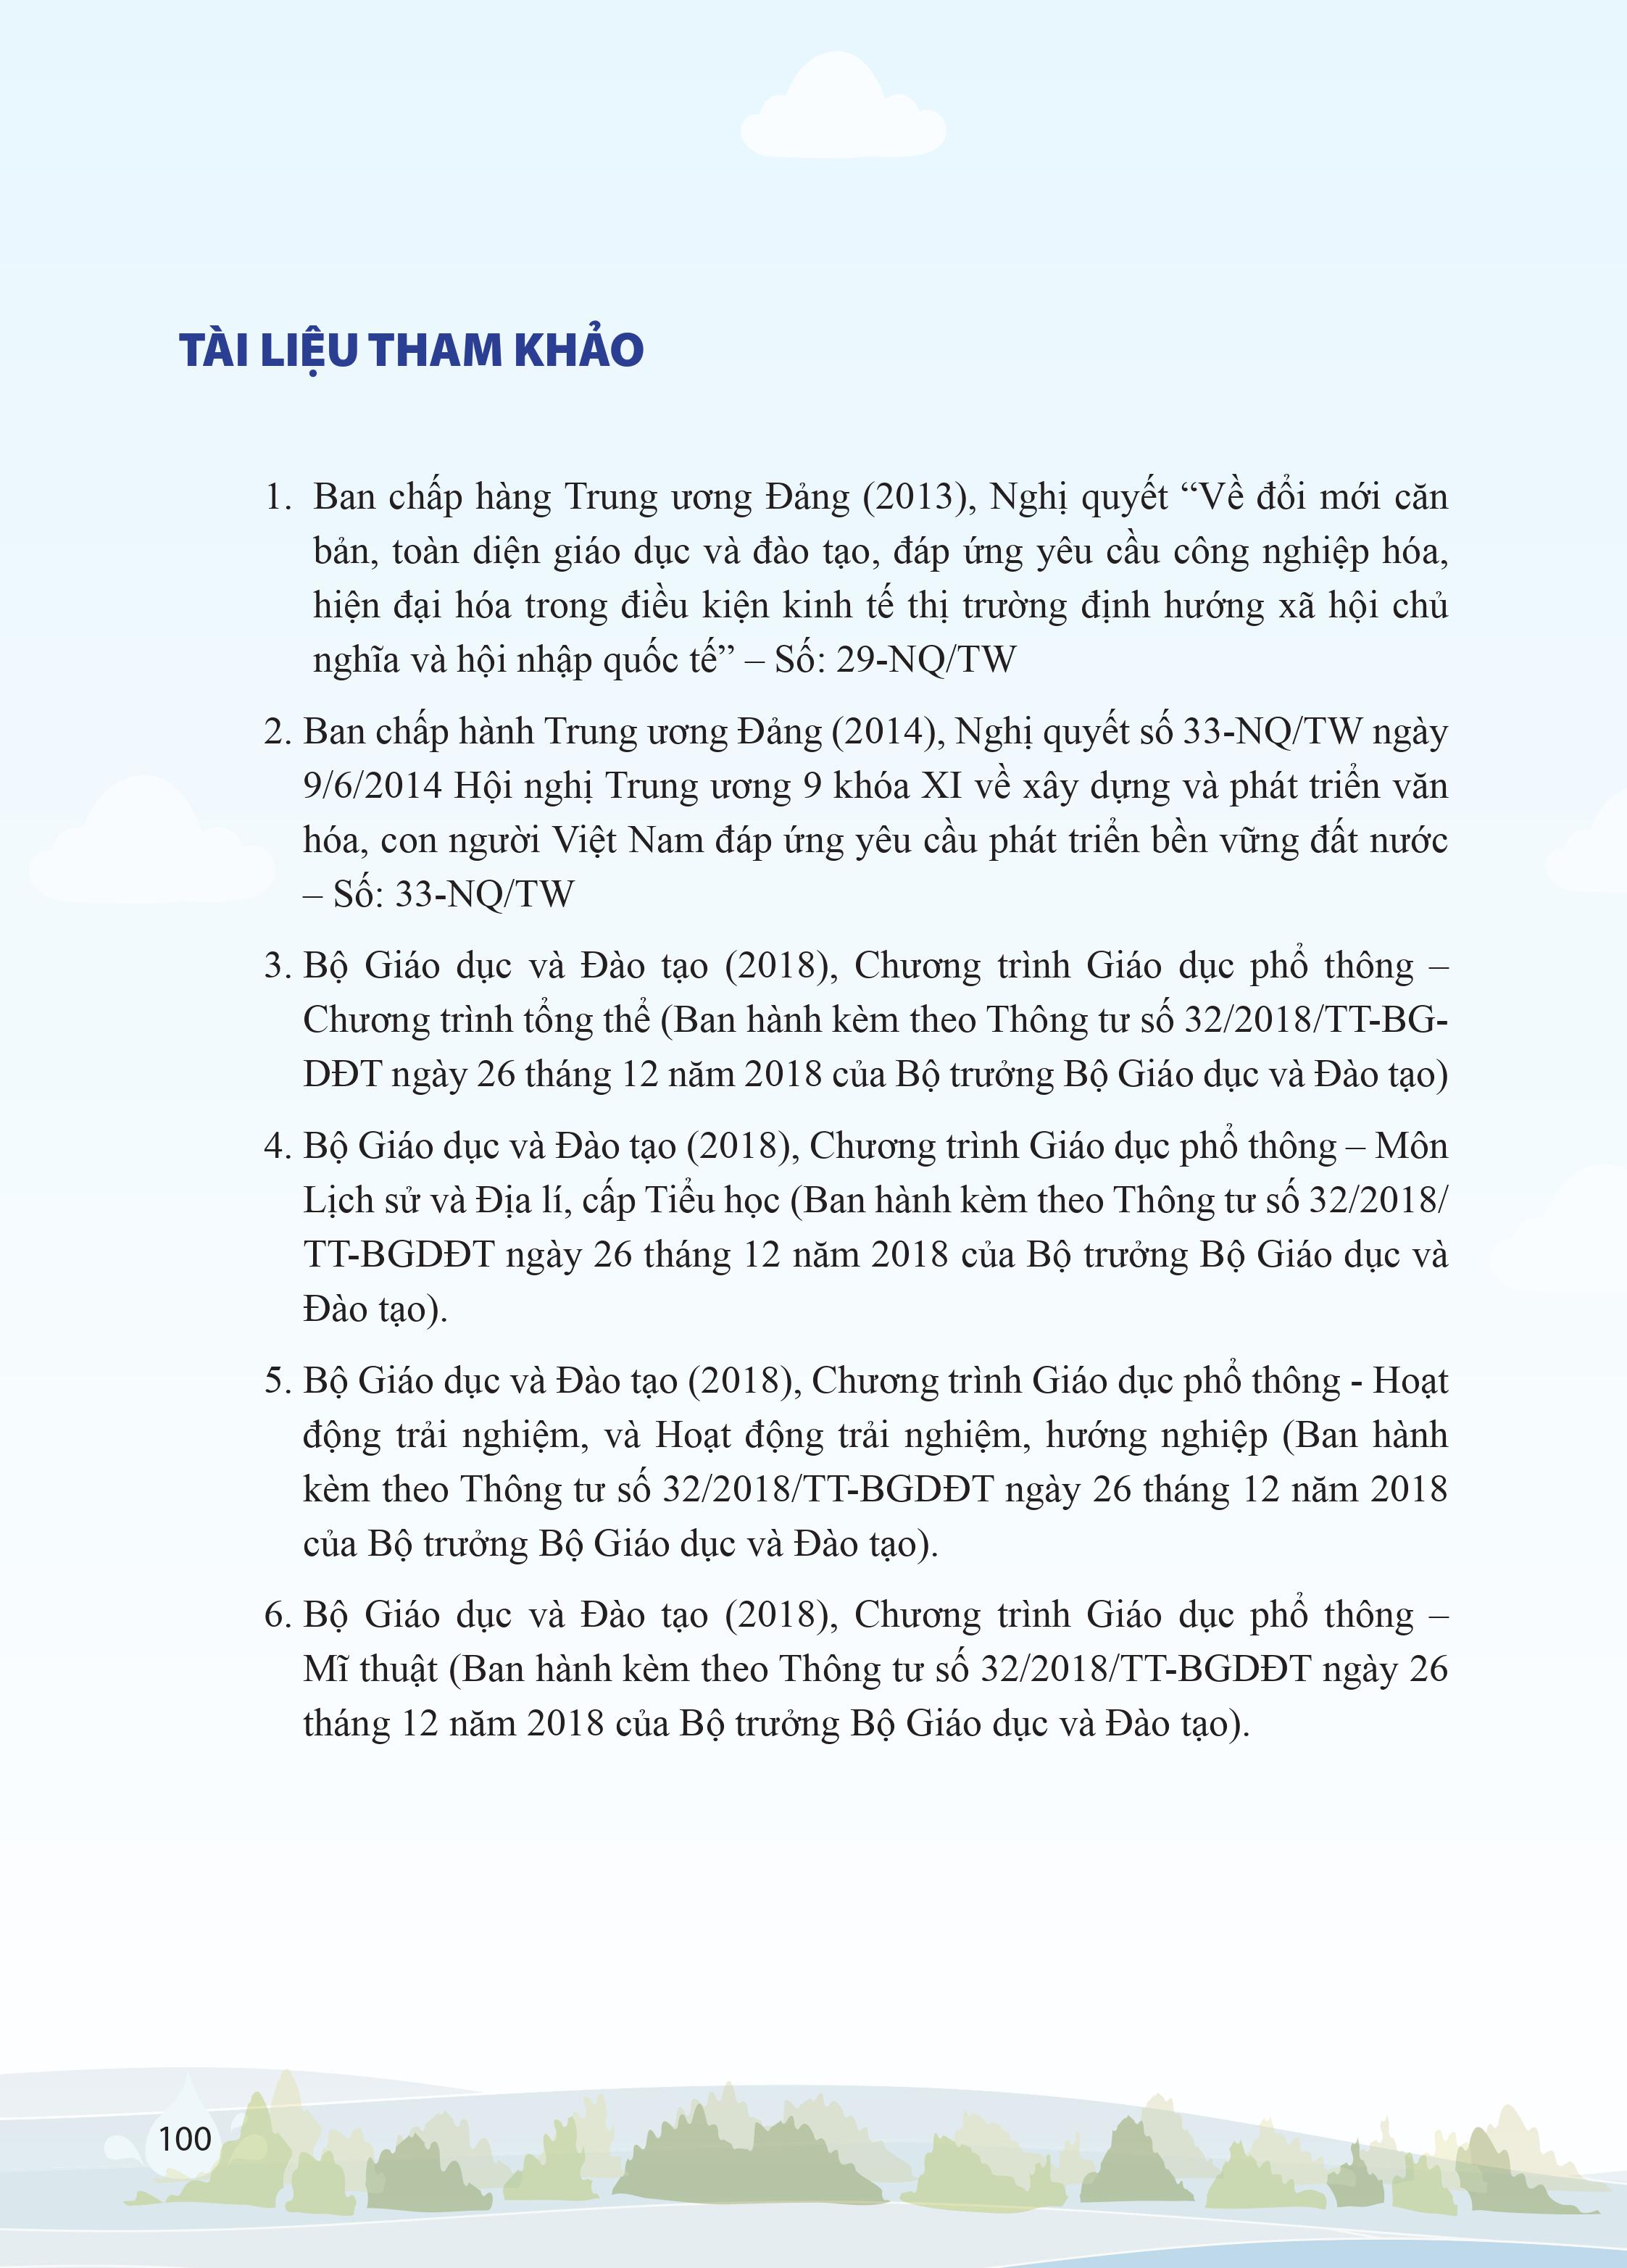 TÀI LIỆU THAM KHẢO
1. Ban chấp hàng Trung ương Đảng (2013), Nghị quyết “Về đổi mới căn
bản, toàn diện giáo dục và đào tạo, đáp ứng yêu cầu công nghiệp hóa,
hiện đại hóa trong điều kiện kinh tế thị trường định hướng xã hội chủ
nghĩa và hội nhập quốc tế” – Số: 29-NQ/TW
2. Ban chấp hành Trung ương Đảng (2014), Nghị quyết số 33-NQ/TW ngày
9/6/2014 Hội nghị Trung ương 9 khóa XI về xây dựng và phát triển văn
hóa, con người Việt Nam đáp ứng yêu cầu phát triển bền vững đất nước
– Số: 33-NQ/TW
3. Bộ Giáo dục và Đào tạo (2018), Chương trình Giáo dục phổ thông –
Chương trình tổng thể (Ban hành kèm theo Thông tư số 32/2018/TT-BG-
DĐT ngày 26 tháng 12 năm 2018 của Bộ trưởng Bộ Giáo dục và Đào tạo)
4. Bộ Giáo dục và Đào tạo (2018), Chương trình Giáo dục phổ thông – Môn
Lịch sử và Địa lí, cấp Tiểu học (Ban hành kèm theo Thông tư số 32/2018/
TT-BGDĐT ngày 26 tháng 12 năm 2018 của Bộ trưởng Bộ Giáo dục và
Đào tạo).
5. Bộ Giáo dục và Đào tạo (2018), Chương trình Giáo dục phổ thông - Hoạt
động trải nghiệm, và Hoạt động trải nghiệm, hướng nghiệp (Ban hành
kèm theo Thông tư số 32/2018/TT-BGDĐT ngày 26 tháng 12 năm 2018
của Bộ trưởng Bộ Giáo dục và Đào tạo).
6. Bộ Giáo dục và Đào tạo (2018), Chương trình Giáo dục phổ thông –
Mĩ thuật (Ban hành kèm theo Thông tư số 32/2018/TT-BGDĐT ngày 26
tháng 12 năm 2018 của Bộ trưởng Bộ Giáo dục và Đào tạo).
100